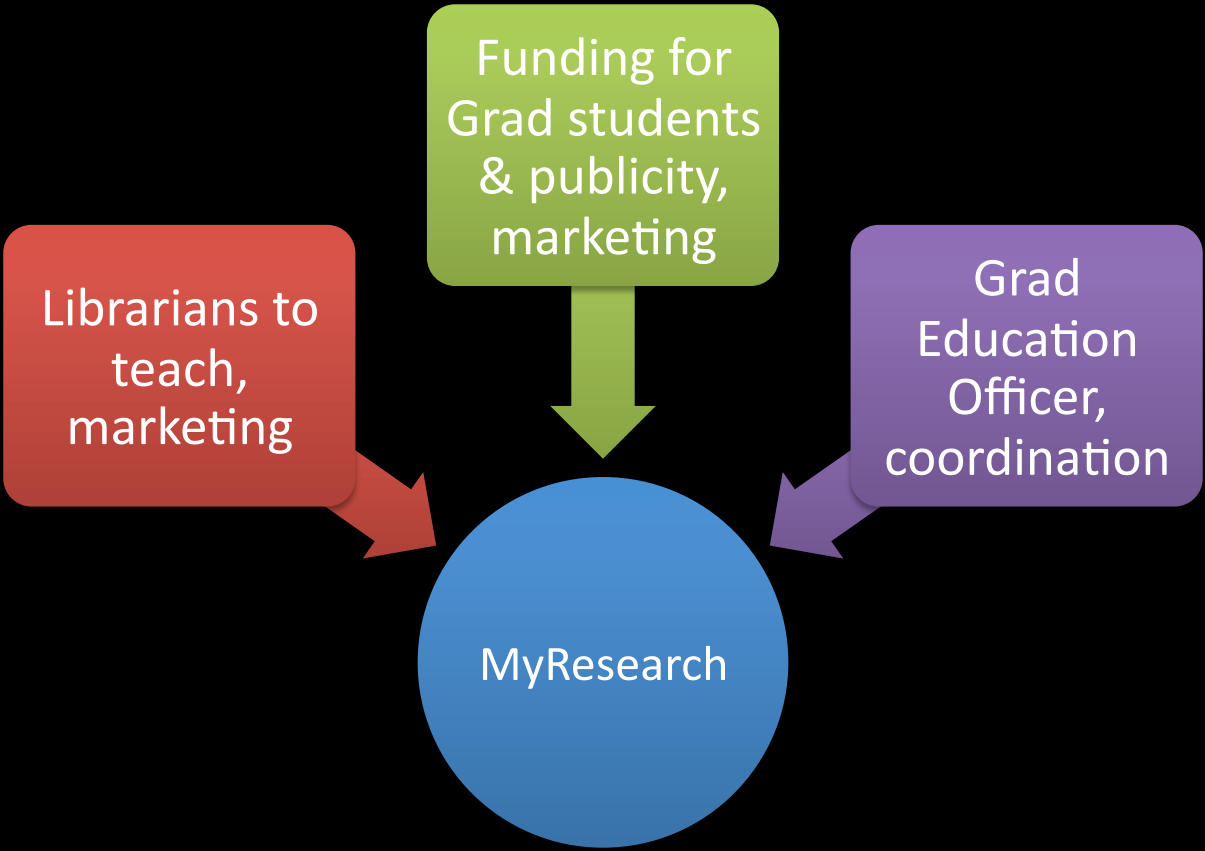 Funding for
Grad students
& publicity,
marketing
Librarians to
teach,
marketing
Grad
Education
Officer,
coordination
MyResearch